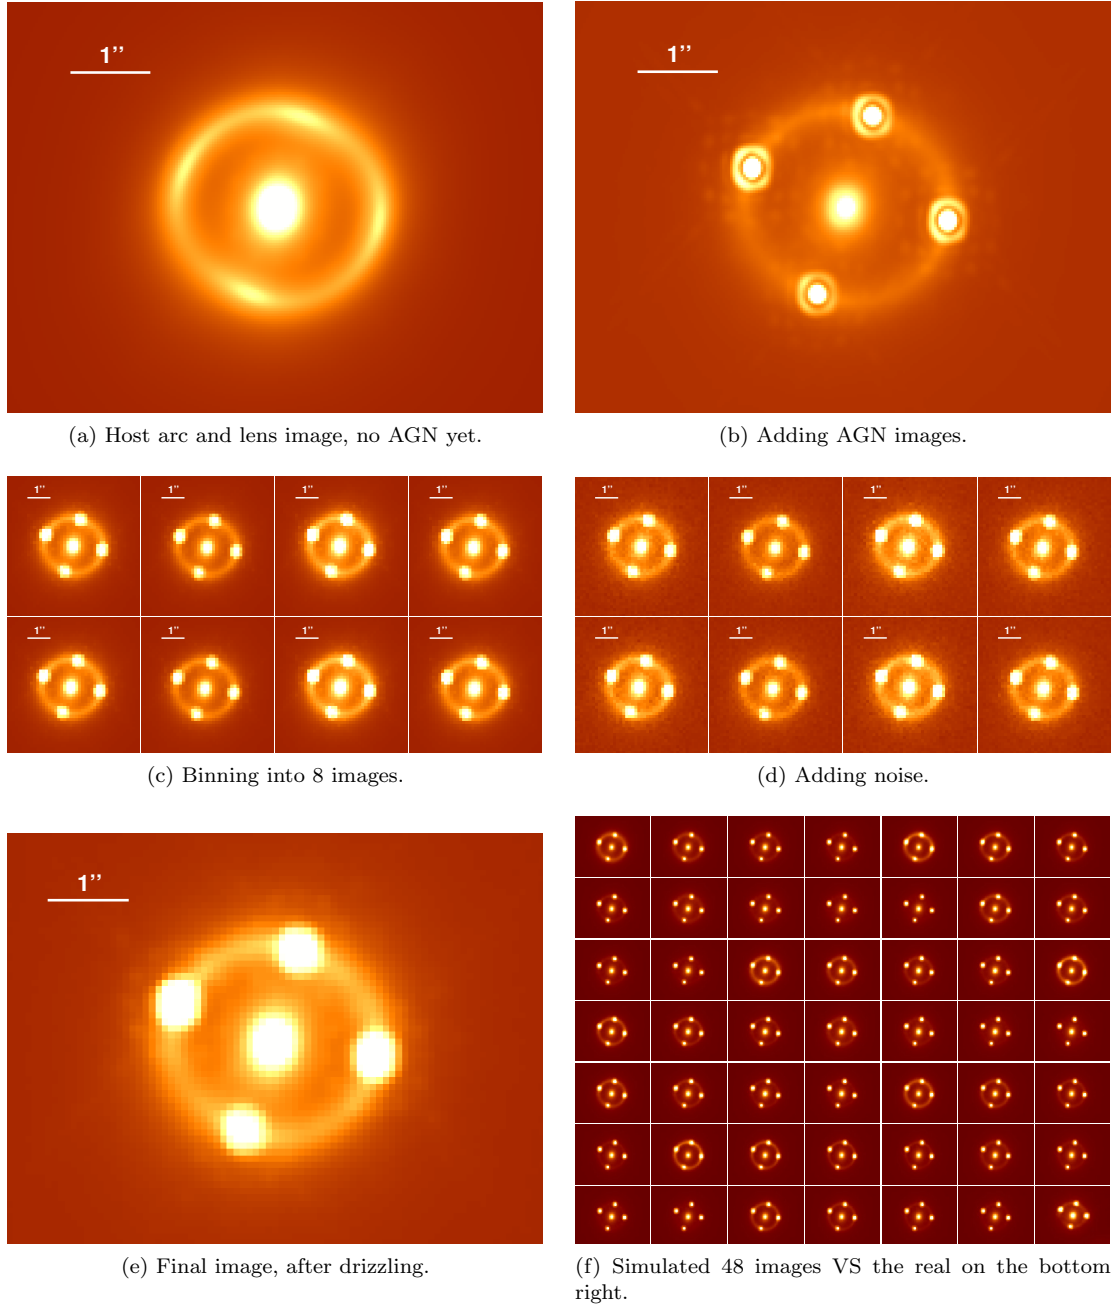 1’’
1’’
(a) Host arc and lens image, no AGN yet.
(b) Adding AGN images.
1’’ 1’’ 1’’ 1’’
1’’ 1’’ 1’’ 1’’
(c) Binning into 8 images.
1’’ 1’’ 1’’ 1’’
1’’ 1’’ 1’’ 1’’
(d) Adding noise.
1’’
(e) Final image, after drizzling.
(f) Simulated 48 images VS the real on the bottom
right.